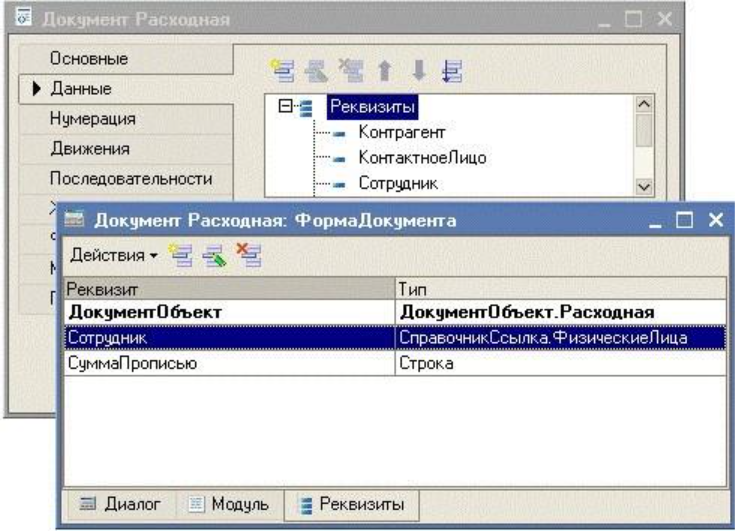 Документ Расходная
Основные
Данные
Нумерация
Движения
Последовательности
Реквизиты
Контрагент
КонтактноеЛицо
Сотрудник
Документ Расходная: ФормаДокумента
Действия
Реквизит Тип
ДокументОбъект ДокументОбъект.Расходная
Сотрудник СправочникСсылка.ФизическиеЛица
СуммаПрописью Строка
Диалог Модуль Реквизиты